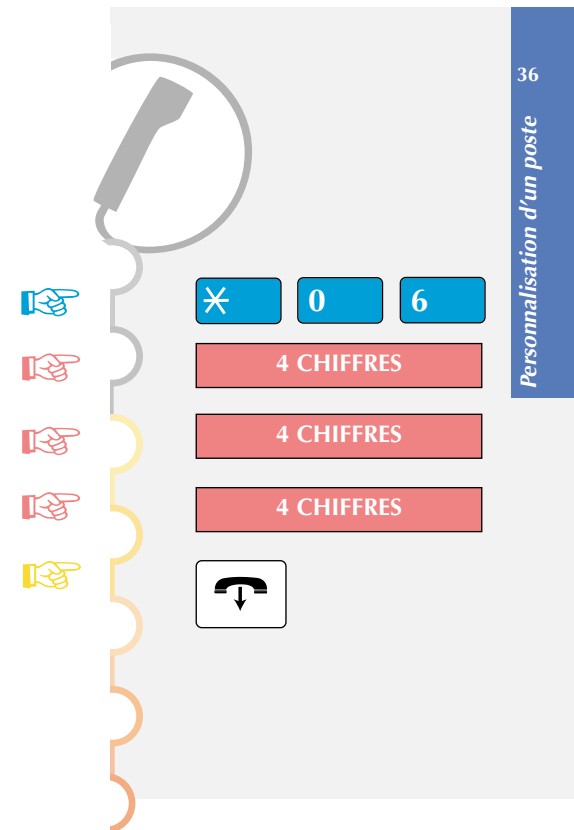 36
Personnalisation d'un poste
* 0 6
4 CHIFFRES
4 CHIFFRES
4 CHIFFRES